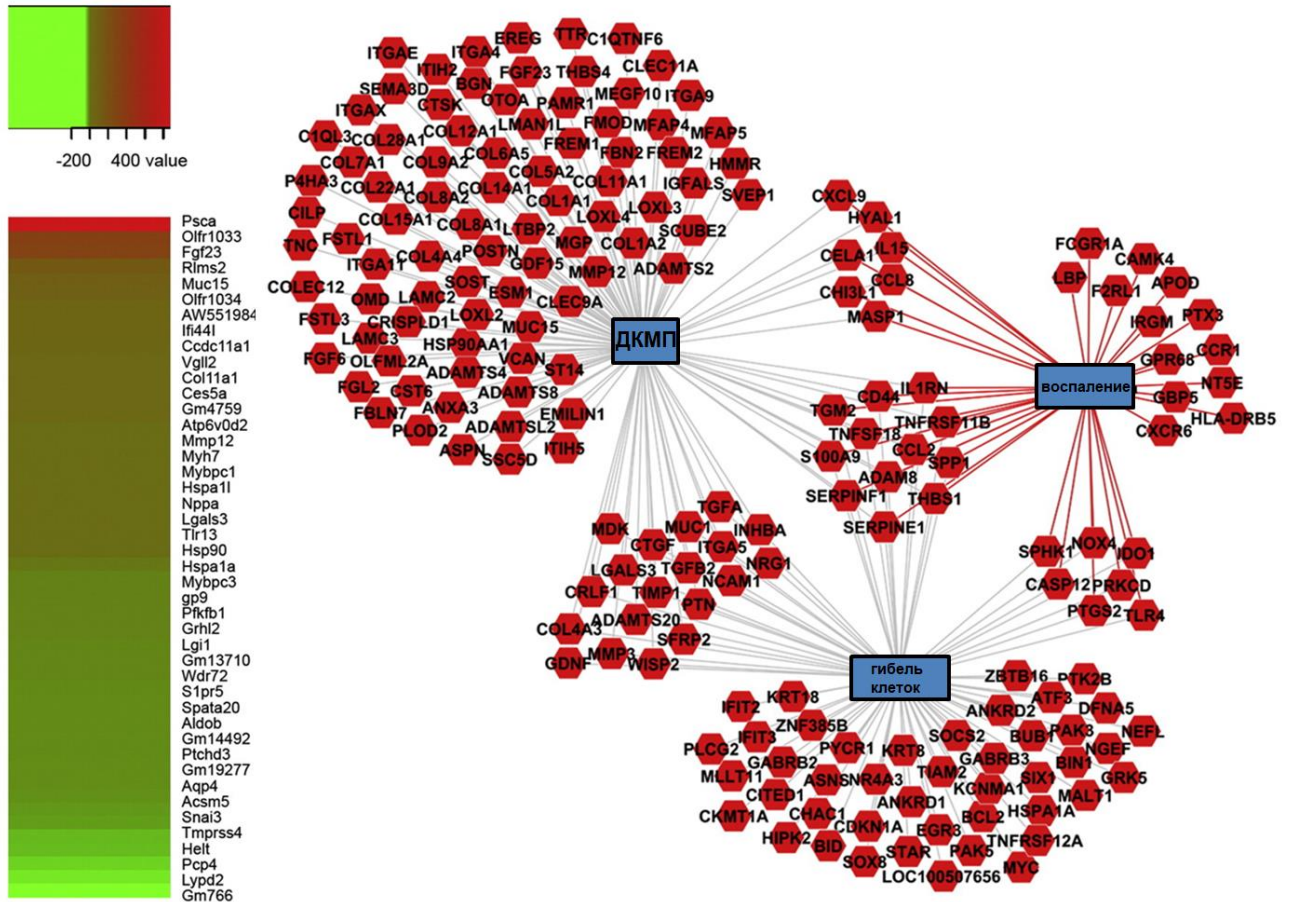 -200 400 value
Psca
Olfr1033
Fgf23
Rims2
Muc15
Olfr1034
AW551984
Ifi44l
Ccdc11a1
Vgll2
Col11a1
Ces5a
Gm4759
Atp6v0d2
Mmp12
Myh7
Mybpc1
Hspa1l
Nppa
Lgals3
Tlr13
Hsp90
Hspa1a
Mybpc3
gp9
Pfkfb1
Grhl2
Lgi1
Gm13710
Wdr72
S1pr5
Spata20
Aldob
Gm14492
Ptchd3
Gm19277
Aqp4
Acsm5
Snai3
Tmprss4
Helt
Pcp4
Lypd2
Gm766
EREG TTR C1QTNF6
ITGAE ITGA4
ITIH2 FGF23 THBS4 CLEC11A
SEMA3D BGN
CTSK OTOA PAMR1 MEGF10 ITGA9
ITGAX
LMAN1L FMOD MFAP4 MFAP5
C1QL3 COL28A1 COL12A1
FREM1 FBN2 FREM2
COL7A1 COL9A2 COL6A5
HMMR
P4HA3 COL22A1 COL8A2 COL14A1 COL5A2 COL11A1 IGFALS SVEP1
COL1A1
CILP COL15A1 COL8A1 LTBP2 LOXL4 LOXL3
SCUBE2
TNC FSTL1 COL4A4 POSTN MGP COL1A2
ITGA11 GDF15 MMP12 ADAMTS2
COLEC12 SOST
OMD LAMC2 ESM1 CLEC9A
FSTL3 CRISPLD1 LOXL2
MUC15
LAMC3 HSP90AA1
FGF6 OLFML2A VCAN
ADAMTS4 ST14
FGL2 CST6 ADAMTS8
FBLN7 ANXA3 EMILIN1
PLOD2 ADAMTSL2
ASPN SSC5D ITIH5
ДКМП
CXCL9
HYAL1
CELA1 IL15
CCL8
CHI3L1
MASP1
FCGR1A
CAMK4
LBP F2RL1 APOD
IRGM PTX3
GPR68 CCR1
NT5E
GBP5
HLA-DRB5
CXCR6
воспаление
IL1RN
CD44
TGM2 TNFRSF11B
TNFSF18
CCL2
S100A9 SPP1
ADAM8
SERPINF1 THBS1
SERPINE1
TGFA
MDK MUC1 INHBA
CTGF ITGA5
LGALS3 TGFB2 NRG1
NCAM1
CRLF1 TIMP1
PTN
ADAMTS20
COL4A3 SFRP2
GDNF MMP3 WISP2
SPHK1 NOX4 IDO1
CASP12 PRKCD
PTGS2 TLR4
гибель
клеток
ZBTB16 PTK2B
KRT18 ATF3
IFIT2 ANKRD2 DFNA5
ZNF385B
IFIT3 SOCS2 BUB1 PAK3 NEFL
PLCG2 PYCR1 KRT8 NGEF
GABRB2 GABRB3 BIN1
MLLT11 ASNS NR4A3 TIAM2 SIX1 GRK5
CITED1 KCNMA1 MALT1
ANKRD1 HSPA1A
CKMT1A CHAC1 BCL2
CDKN1A EGR3
HIPK2 BID TNFRSF12A
SOX8 STAR PAK5 MYC
LOC100507656